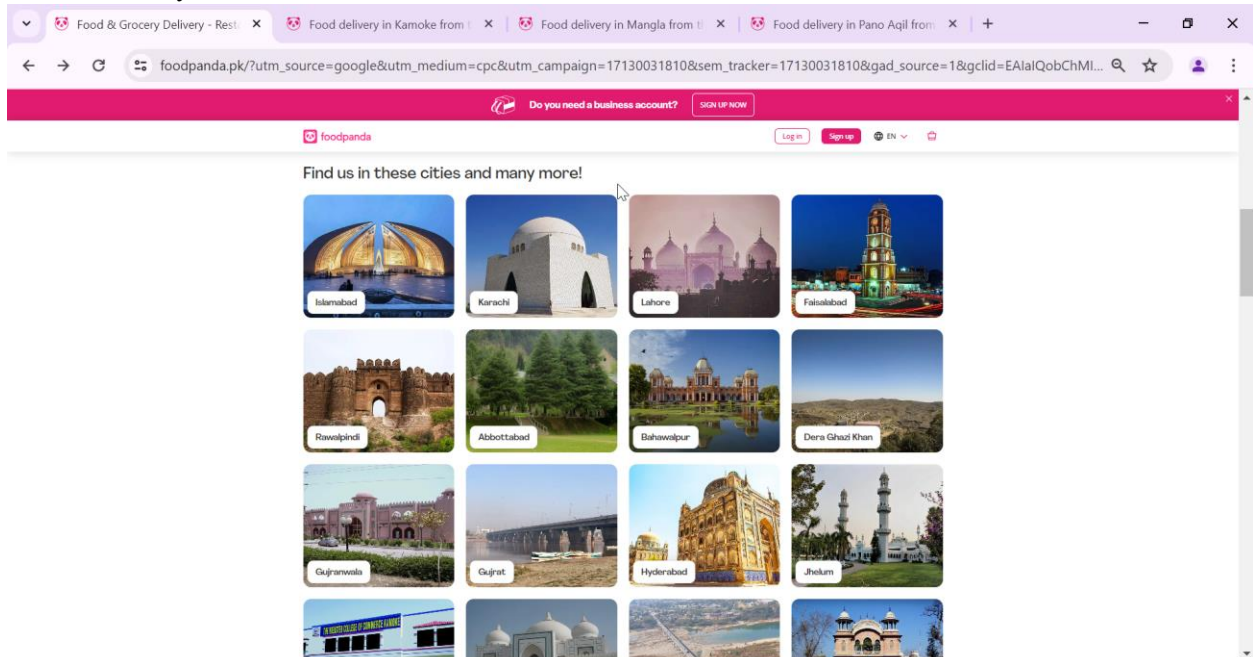 Food & Grocery Delivery - Rest
Food delivery in Kamoke from t
Food delivery in Mangla from th
Food delivery in Pano Aqil from
foodpanda.pk/?utm_source=google&utm_medium=cpc&utm_campaign=17130031810&sem_tracker=17130031810&gad_source=1&gclid=EAIaIQobChMI...
Do you need a business account? SIGN UP NOW
foodpanda Log in Sign up EN
Find us in these cities and many more!
Islamabad
Karachi
Lahore
Faisalabad
Rawalpindi
Abbottabad
Bahawalpur
Dera Ghazi Khan
Gujranwala
Gujrat
Hyderabad
Jhelum